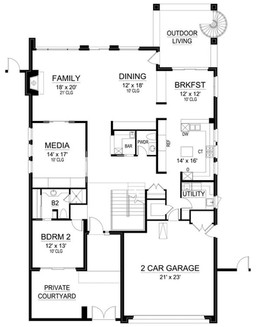 OUTDOOR
LIVING
FAMILY
18' x 20'
21' CLG
DINING
12' x 18'
10' CLG
BRKFST
12' x 12'
10' CLG
BAR
PWDR
REF
DW
CT
14' x 16'
MEDIA
14' x 17'
10' CLG
UTILITY
B2
BDRM 2
12' x 13'
10' CLG
2 CAR GARAGE
21' x 23'
PRIVATE
COURTYARD